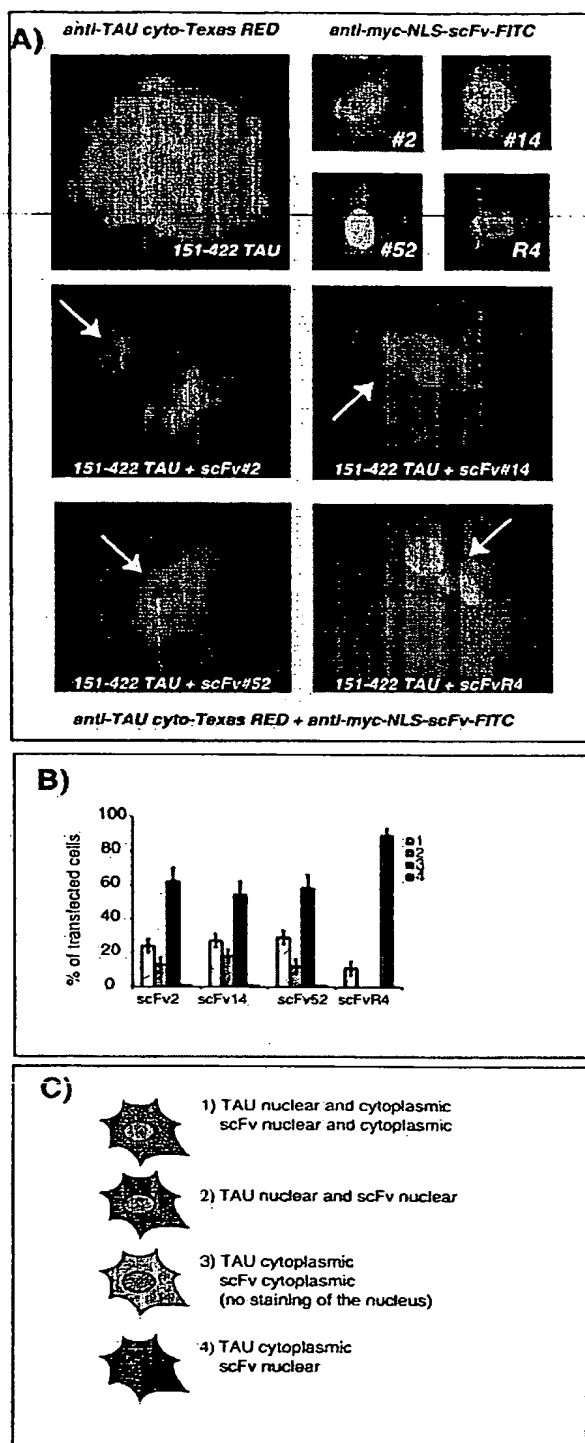 A)
anti-TAU cyto-Texas RED
anti-myc-NLS-scFv-FITC
151-422 TAU
#2
#14
#52
R4
151-422 TAU + scFv#2
151-422 TAU + scFv#14
151-422 TAU + scFv#52
151-422 TAU + scFvR4
anti-TAU cyto-Texas RED + anti-myc-NLS-scFv-FITC
B)
% of transfected cells
100
80
60
40
20
0
scFv2
scFv14
scFv52
scFvR4
1
2
3
4
C)
1) TAU nuclear and cytoplasmic
scFv nuclear and cytoplasmic
2) TAU nuclear and scFv nuclear
3) TAU cytoplasmic
scFv cytoplasmic
(no staining of the nucleus)
4) TAU cytoplasmic
scFv nuclear